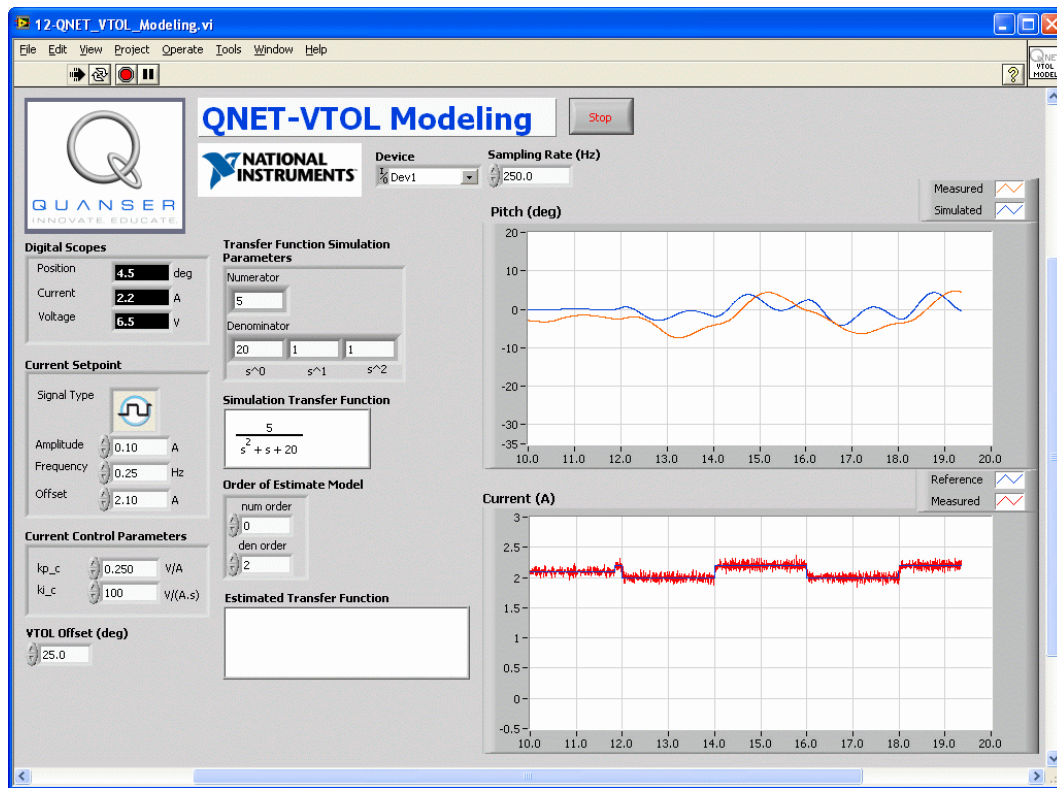 12-QNET_VTOL_Modeling.vi
File Edit View Project Operate Tools Window Help
QNET
VTOL
MODEL
QUANSER
INNOVATE. EDUCATE.
QNET-VTOL Modeling
Stop
NATIONAL
INSTRUMENTS
Device
I/O Dev1
Sampling Rate (Hz)
250.0
Digital Scopes
Position 4.5 deg
Current 2.2 A
Voltage 6.5 V
Current Setpoint
Signal Type
Amplitude 0.10 A
Frequency 0.25 Hz
Offset 2.10 A
Current Control Parameters
kp_c 0.250 V/A
ki_c 100 V/(A.s)
VTOL Offset (deg)
25.0
Transfer Function Simulation
Parameters
Numerator
5
Denominator
20 1 1
s^0 s^1 s^2
Simulation Transfer Function
5
s^2 + s + 20
Order of Estimate Model
num order
0
den order
2
Estimated Transfer Function
Pitch (deg)
Measured
Simulated
20
10
0
-10
-20
-30
-35
10.0 11.0 12.0 13.0 14.0 15.0 16.0 17.0 18.0 19.0 20.0
Current (A)
Reference
Measured
3
2.5
2
1.5
1
0.5
0
-0.5
10.0 11.0 12.0 13.0 14.0 15.0 16.0 17.0 18.0 19.0 20.0